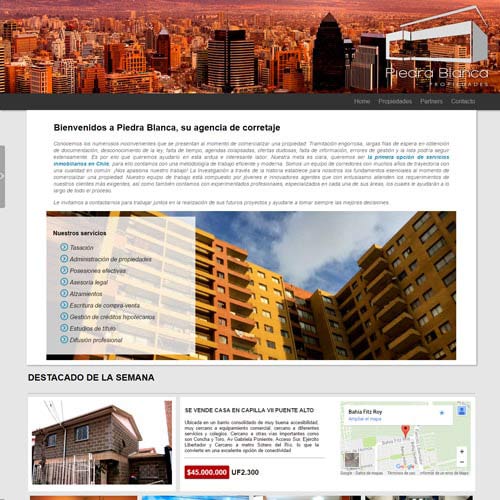 Piedra Blanca
PROPIEDADES
Home Propiedades Partners Contacto
Bienvenidos a Piedra Blanca, su agencia de corretaje
Conocemos los numerosos inconvenientes que se presentan al momento de comercializar una propiedad. Tramitación engorrosa, largas filas de espera en obtención
de documentación, desconocimiento de la ley, falta de tiempo, agendas colapsadas, ofertas dudosas, falta de información, errores de gestión y la lista podría seguir
extensamente. Es por eso que queremos ayudarlo en esta ardua e interesante labor. Nuestra meta es clara, queremos ser la primera opción de servicios
inmobiliarios en Chile, para ello contamos con una metodología de trabajo eficiente y moderna. Somos un equipo de corredores con muchos años de trayectoria con
una cualidad en común: ¡Nos apasiona nuestro trabajo! La Investigación a través de la historia establece para nosotros los fundamentos esenciales al momento de
comercializar una propiedad. Nuestro equipo de trabajo está compuesto por jóvenes e innovadores agentes que con entusiasmo atienden los requerimientos de
nuestros clientes más exigentes, así como también contamos con experimentados profesionales, especializados en cada una de sus áreas, los cuales le ayudarán a lo
largo de todo el proceso.
Le invitamos a contactarnos para trabajar juntos en la realización de sus futuros proyectos y ayudarle a tomar siempre las mejores decisiones.
Nuestros servicios
Tasación
Administración de propiedades
Posesiones efectivas
Asesoría legal
Alzamientos
Escritura de compra-venta
Gestión de créditos hipotecarios
Estudios de título
Difusión profesional
DESTACADO DE LA SEMANA
SE VENDE CASA EN CAPILLA VII PUENTE ALTO
Ubicada en un barrio consolidado de muy buena accesibilidad,
muy cercano a equipamiento comercial, cercano a diferentes
servicios y colegios. Cercano a otras vías importantes como
son Concha y Toro, Av Gabriela Poniente, Acceso Sur, Ejército
Libertador y Cercano a metro Sotero del Río, lo que la
convierte en una excelente opción de conectividad
$45.000.000 UF2.300
Bahía Fitz Roy
Ampliar el mapa
Google